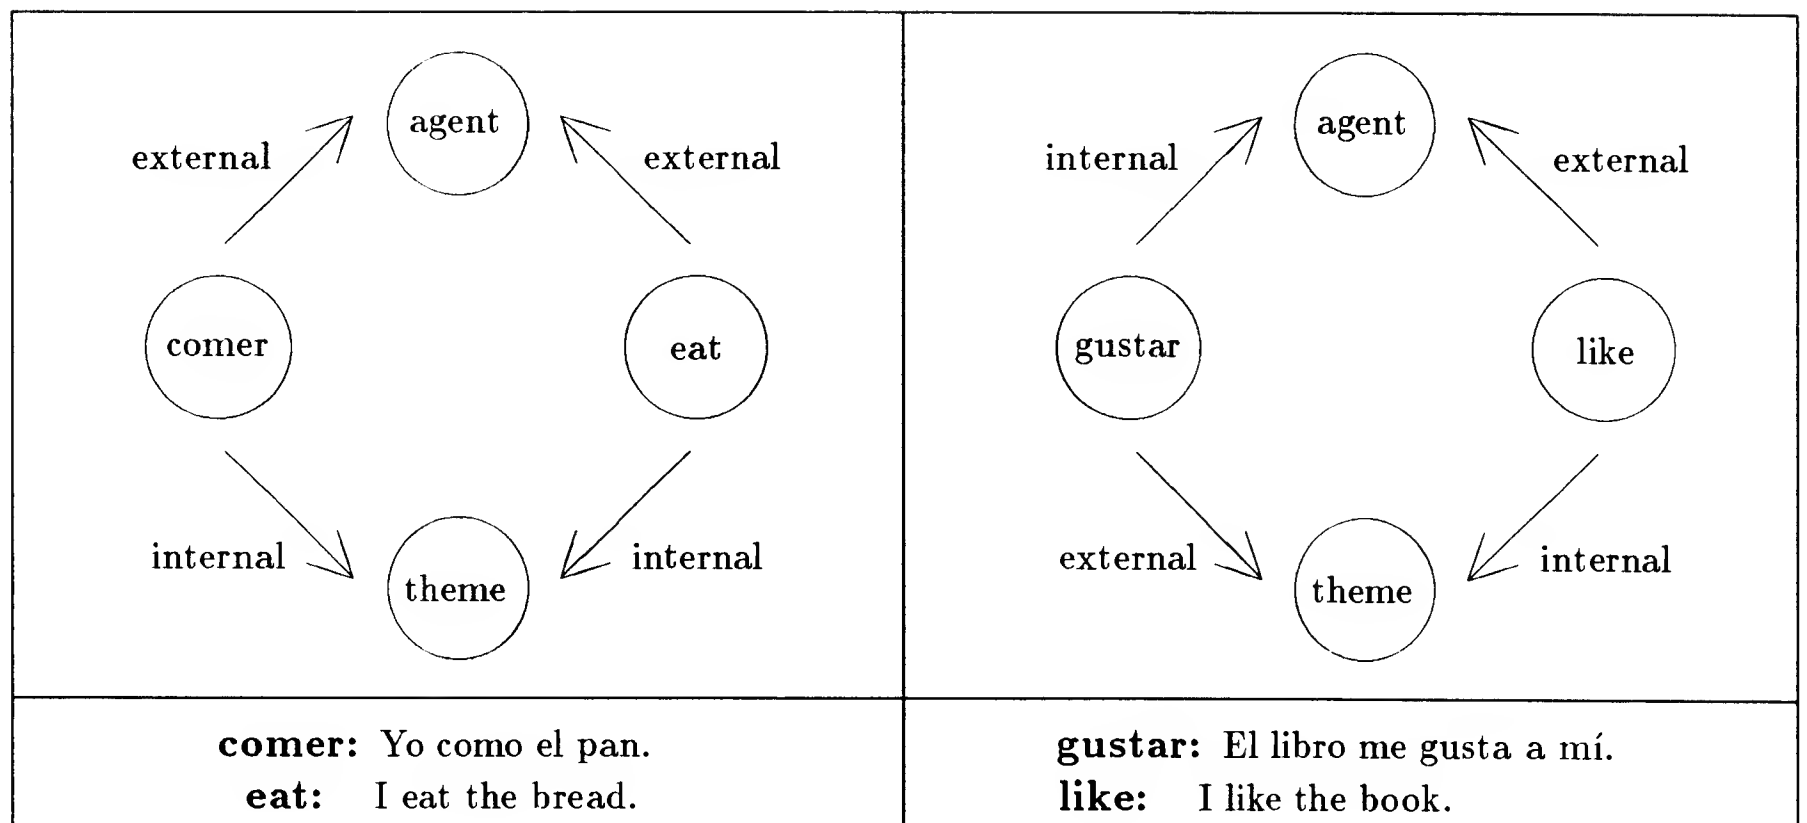 agent
external
external
comer
eat
internal
internal
theme
agent
internal
external
gustar
like
external
internal
theme
comer: Yo como el pan.
eat: I eat the bread.
gustar: El libro me gusta a mí.
like: I like the book.